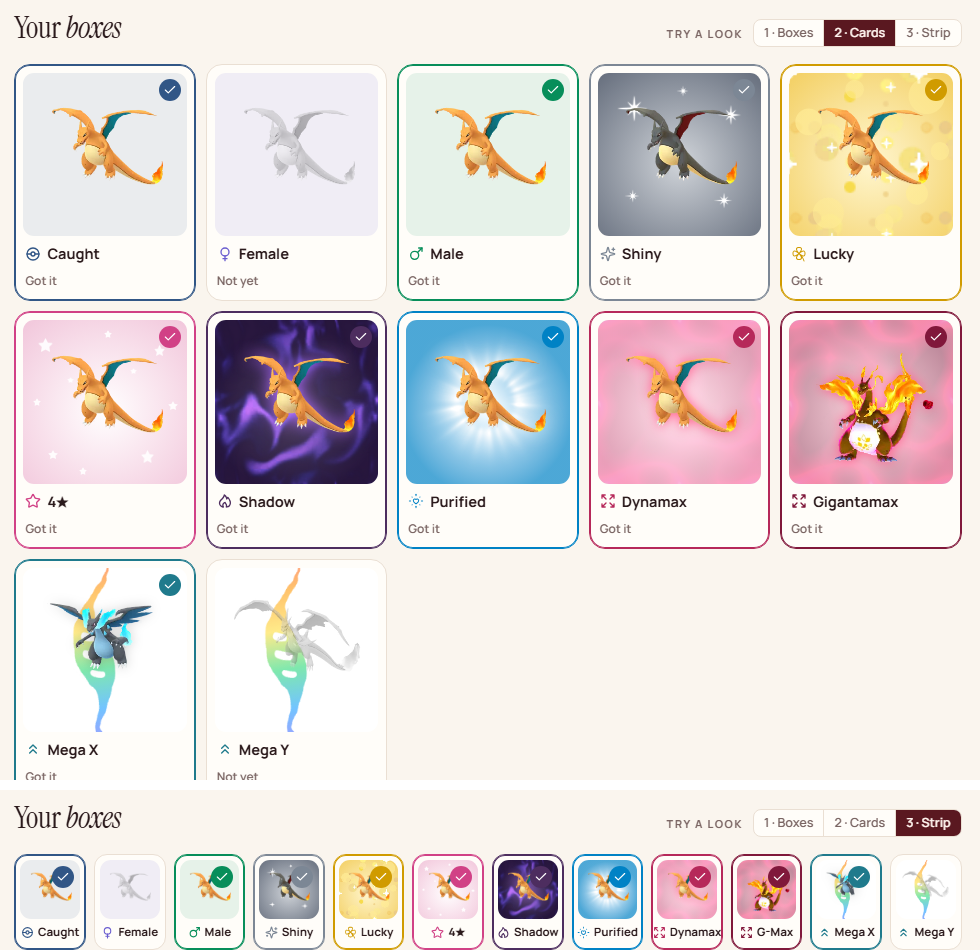 Your boxes
TRY A LOOK 1 · Boxes 2 · Cards 3 · Strip
Caught Female Male Shiny Lucky
Got it Not yet Got it Got it Got it
4★ Shadow Purified Dynamax Gigantamax
Got it Got it Got it Got it Got it
Mega X Mega Y
Got it Not yet
Your boxes
TRY A LOOK 1 · Boxes 2 · Cards 3 · Strip
Caught Female Male Shiny Lucky 4★ Shadow Purified Dynamax G-Max Mega X Mega Y